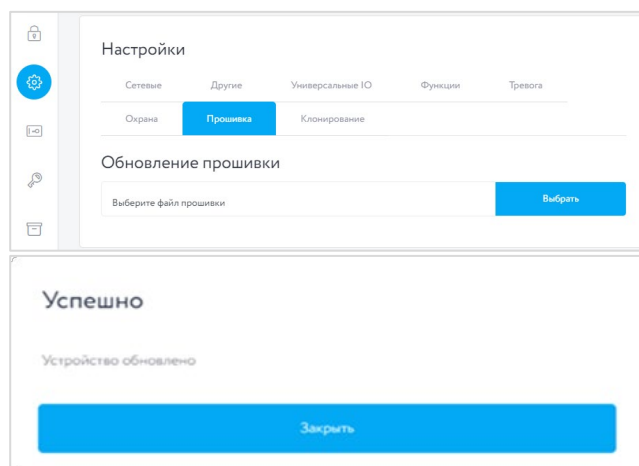 Настройки
Сетевые Другие Универсальные IO Функции Тревога
Охрана Прошивка Клонирование
Обновление прошивки
Выберите файл прошивки Выбрать
Успешно
Устройство обновлено
Закрыть